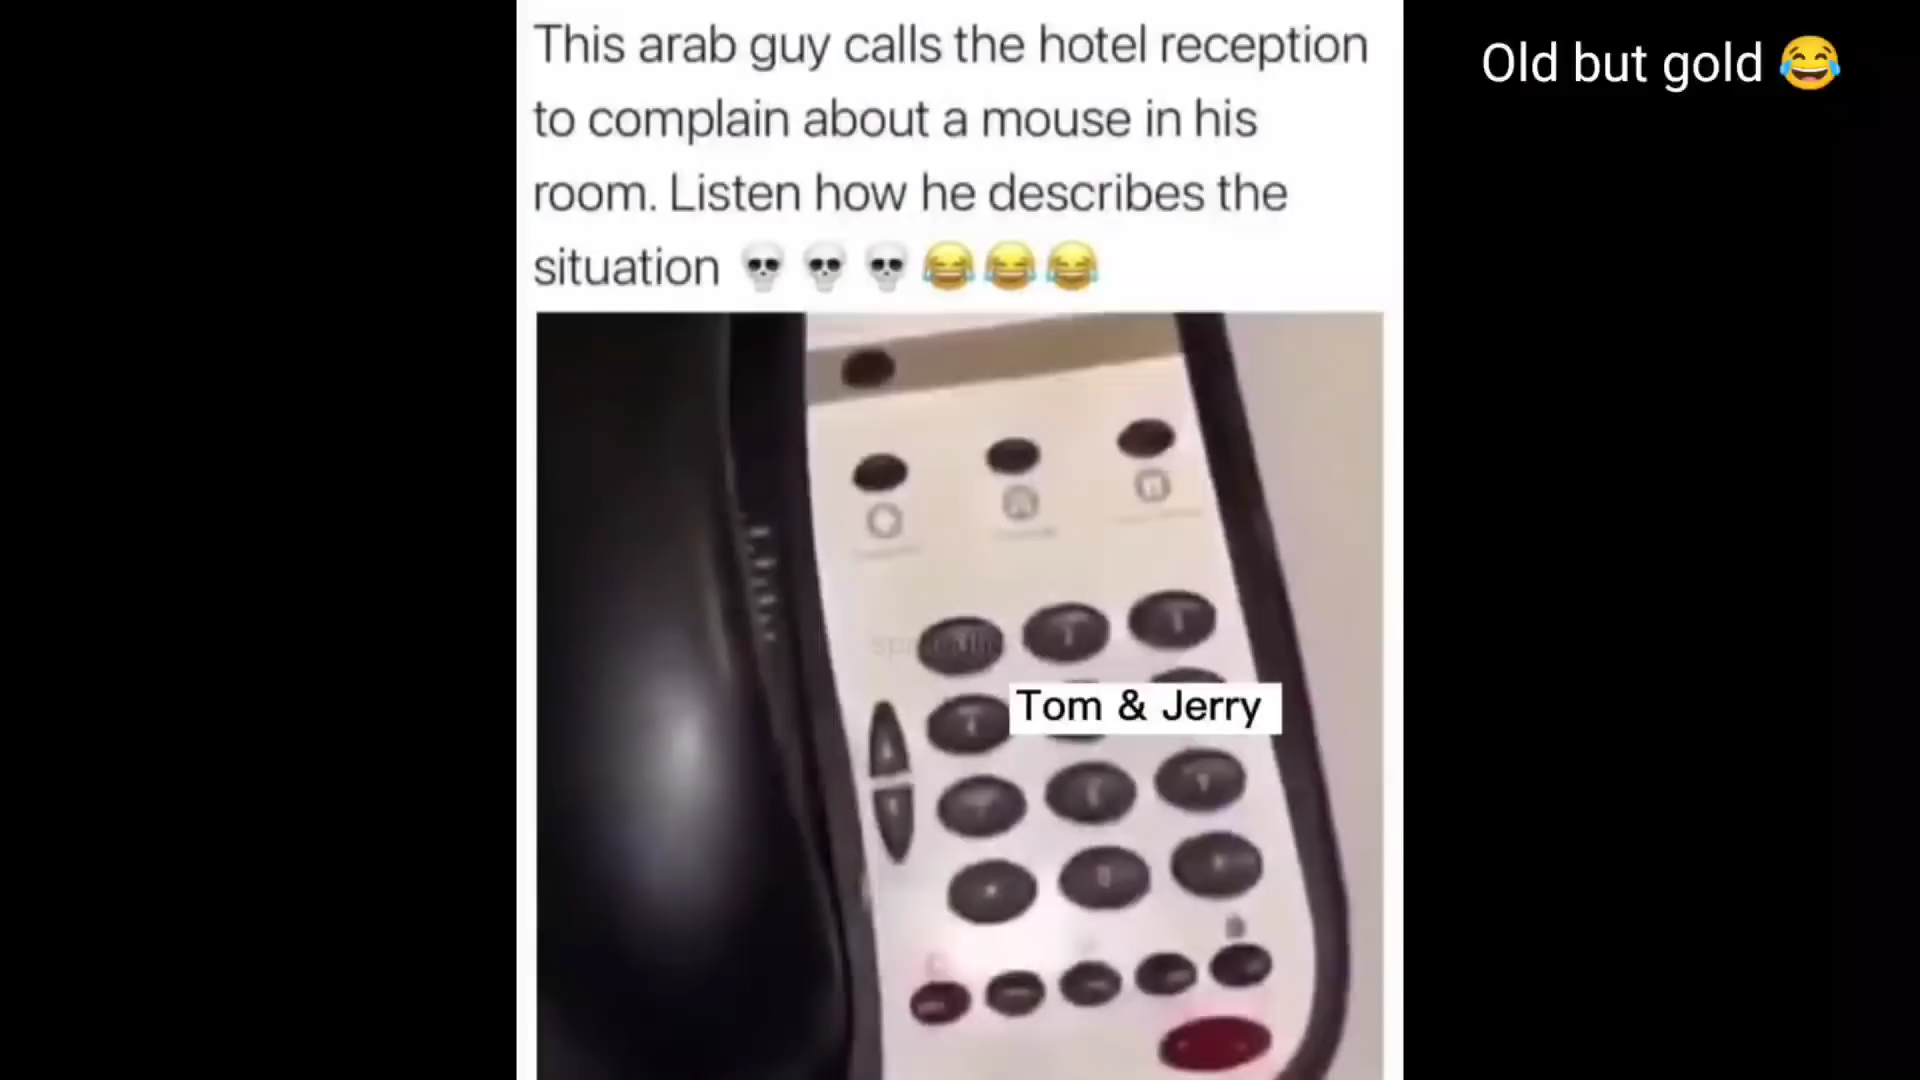 This arab guy calls the hotel reception
to complain about a mouse in his
room. Listen how he describes the
situation 💀 💀 💀 😂 😂 😂
Old but gold 😂
Tom & Jerry